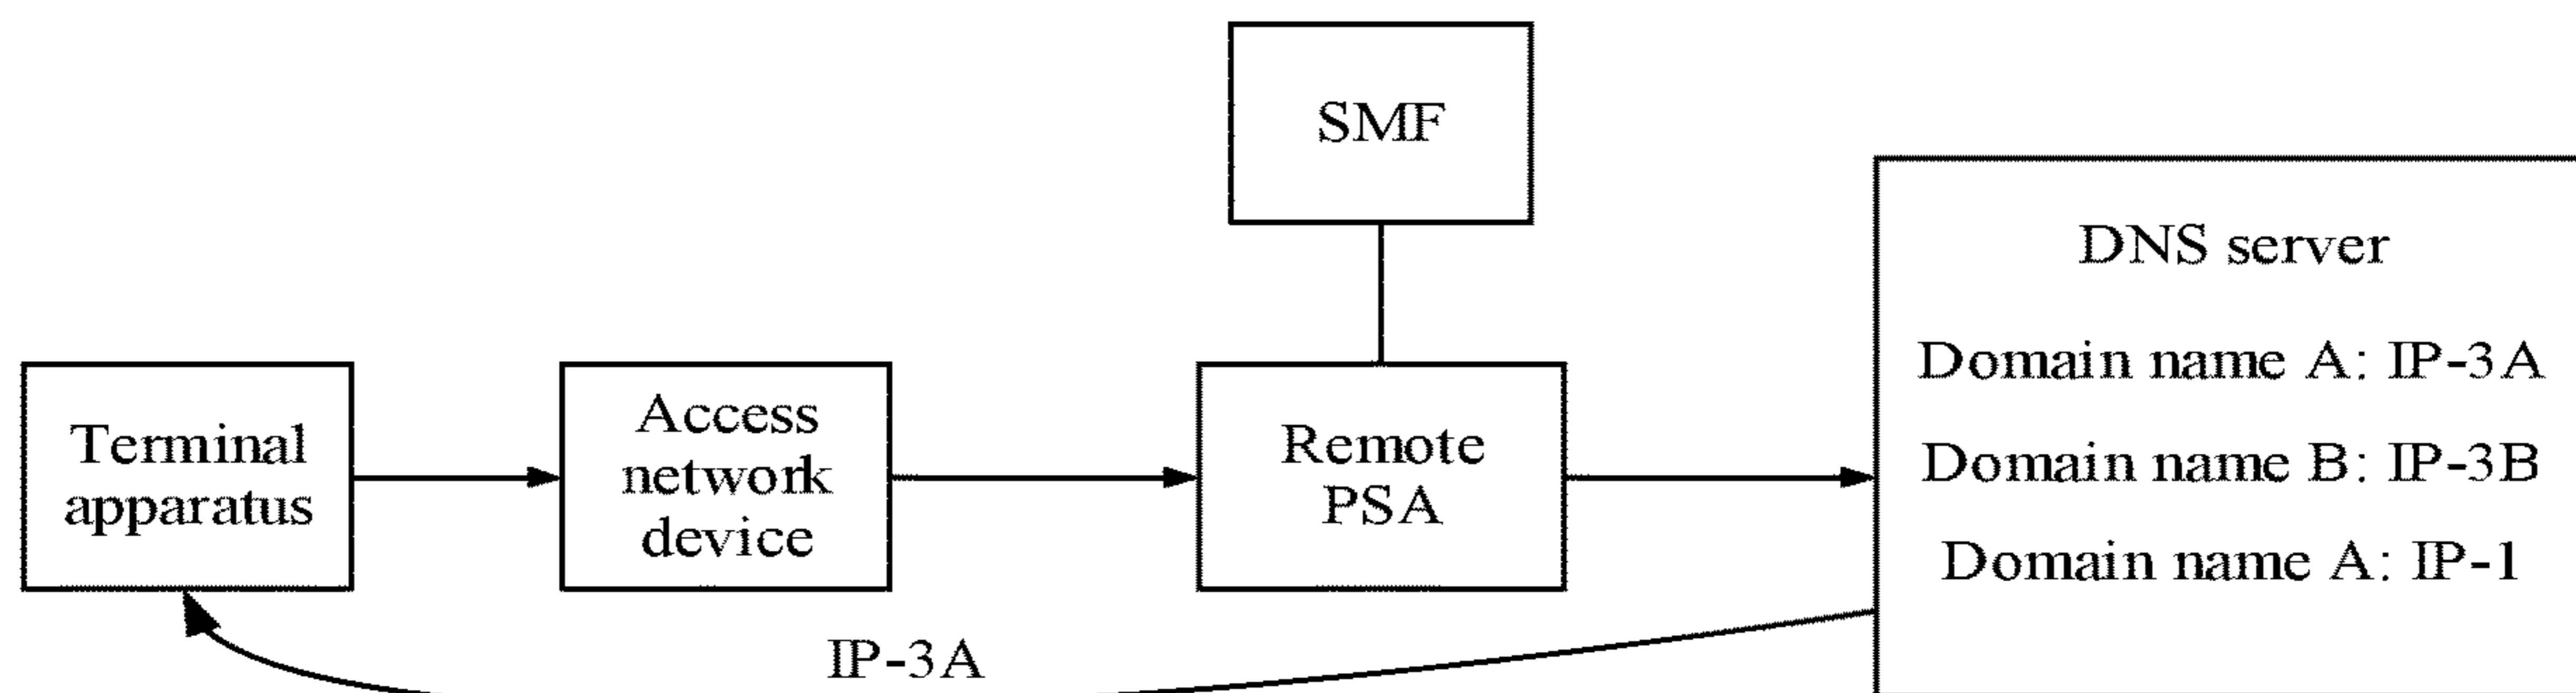 SMF
DNS server
Domain name A: IP-3A
Domain name B: IP-3B
Domain name A: IP-1
Terminal
apparatus
Access
network
device
Remote
PSA
IP-3A